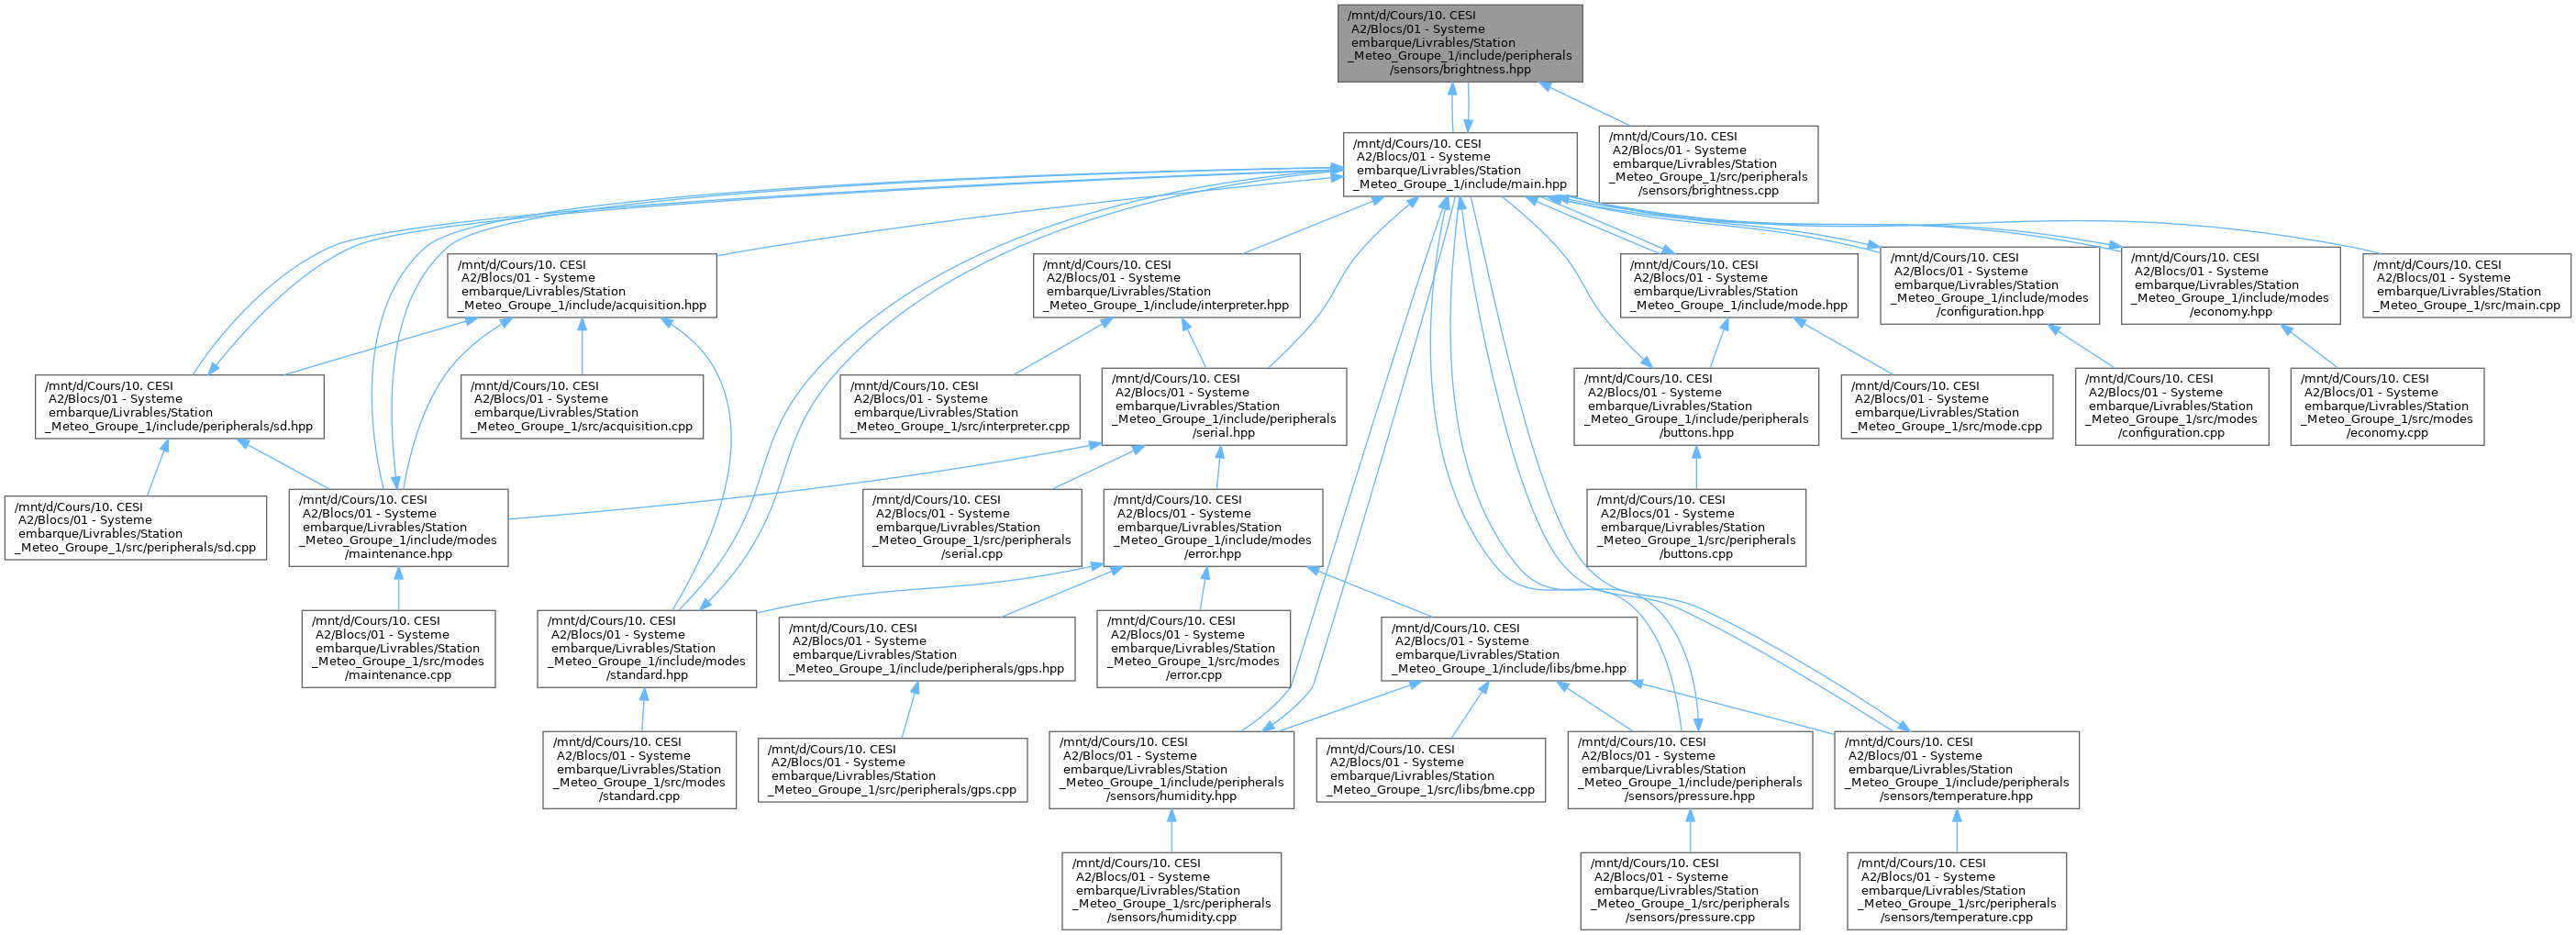 /mnt/d/Cours/10. CESI
A2/Blocs/01 - Systeme
embarque/Livrables/Station
_Meteo_Groupe_1/include/peripherals
/sensors/brightness.hpp
/mnt/d/Cours/10. CESI
A2/Blocs/01 - Systeme
embarque/Livrables/Station
_Meteo_Groupe_1/include/main.hpp
/mnt/d/Cours/10. CESI
A2/Blocs/01 - Systeme
embarque/Livrables/Station
_Meteo_Groupe_1/src/peripherals
/sensors/brightness.cpp
/mnt/d/Cours/10. CESI
A2/Blocs/01 - Systeme
embarque/Livrables/Station
_Meteo_Groupe_1/include/acquisition.hpp
/mnt/d/Cours/10. CESI
A2/Blocs/01 - Systeme
embarque/Livrables/Station
_Meteo_Groupe_1/include/interpreter.hpp
/mnt/d/Cours/10. CESI
A2/Blocs/01 - Systeme
embarque/Livrables/Station
_Meteo_Groupe_1/include/mode.hpp
/mnt/d/Cours/10. CESI
A2/Blocs/01 - Systeme
embarque/Livrables/Station
_Meteo_Groupe_1/include/modes
/configuration.hpp
/mnt/d/Cours/10. CESI
A2/Blocs/01 - Systeme
embarque/Livrables/Station
_Meteo_Groupe_1/include/modes
/economy.hpp
/mnt/d/Cours/10. CESI
A2/Blocs/01 - Systeme
embarque/Livrables/Station
_Meteo_Groupe_1/src/main.cpp
/mnt/d/Cours/10. CESI
A2/Blocs/01 - Systeme
embarque/Livrables/Station
_Meteo_Groupe_1/include/peripherals/sd.hpp
/mnt/d/Cours/10. CESI
A2/Blocs/01 - Systeme
embarque/Livrables/Station
_Meteo_Groupe_1/src/acquisition.cpp
/mnt/d/Cours/10. CESI
A2/Blocs/01 - Systeme
embarque/Livrables/Station
_Meteo_Groupe_1/src/interpreter.cpp
/mnt/d/Cours/10. CESI
A2/Blocs/01 - Systeme
embarque/Livrables/Station
_Meteo_Groupe_1/include/peripherals
/serial.hpp
/mnt/d/Cours/10. CESI
A2/Blocs/01 - Systeme
embarque/Livrables/Station
_Meteo_Groupe_1/include/peripherals
/buttons.hpp
/mnt/d/Cours/10. CESI
A2/Blocs/01 - Systeme
embarque/Livrables/Station
_Meteo_Groupe_1/src/mode.cpp
/mnt/d/Cours/10. CESI
A2/Blocs/01 - Systeme
embarque/Livrables/Station
_Meteo_Groupe_1/src/modes
/configuration.cpp
/mnt/d/Cours/10. CESI
A2/Blocs/01 - Systeme
embarque/Livrables/Station
_Meteo_Groupe_1/src/modes
/economy.cpp
/mnt/d/Cours/10. CESI
A2/Blocs/01 - Systeme
embarque/Livrables/Station
_Meteo_Groupe_1/src/peripherals/sd.cpp
/mnt/d/Cours/10. CESI
A2/Blocs/01 - Systeme
embarque/Livrables/Station
_Meteo_Groupe_1/include/modes
/maintenance.hpp
/mnt/d/Cours/10. CESI
A2/Blocs/01 - Systeme
embarque/Livrables/Station
_Meteo_Groupe_1/src/peripherals
/serial.cpp
/mnt/d/Cours/10. CESI
A2/Blocs/01 - Systeme
embarque/Livrables/Station
_Meteo_Groupe_1/include/modes
/error.hpp
/mnt/d/Cours/10. CESI
A2/Blocs/01 - Systeme
embarque/Livrables/Station
_Meteo_Groupe_1/src/peripherals
/buttons.cpp
/mnt/d/Cours/10. CESI
A2/Blocs/01 - Systeme
embarque/Livrables/Station
_Meteo_Groupe_1/src/modes
/maintenance.cpp
/mnt/d/Cours/10. CESI
A2/Blocs/01 - Systeme
embarque/Livrables/Station
_Meteo_Groupe_1/include/modes
/standard.hpp
/mnt/d/Cours/10. CESI
A2/Blocs/01 - Systeme
embarque/Livrables/Station
_Meteo_Groupe_1/include/peripherals/gps.hpp
/mnt/d/Cours/10. CESI
A2/Blocs/01 - Systeme
embarque/Livrables/Station
_Meteo_Groupe_1/src/modes
/error.cpp
/mnt/d/Cours/10. CESI
A2/Blocs/01 - Systeme
embarque/Livrables/Station
_Meteo_Groupe_1/include/libs/bme.hpp
/mnt/d/Cours/10. CESI
A2/Blocs/01 - Systeme
embarque/Livrables/Station
_Meteo_Groupe_1/src/modes
/standard.cpp
/mnt/d/Cours/10. CESI
A2/Blocs/01 - Systeme
embarque/Livrables/Station
_Meteo_Groupe_1/src/peripherals/gps.cpp
/mnt/d/Cours/10. CESI
A2/Blocs/01 - Systeme
embarque/Livrables/Station
_Meteo_Groupe_1/include/peripherals
/sensors/humidity.hpp
/mnt/d/Cours/10. CESI
A2/Blocs/01 - Systeme
embarque/Livrables/Station
_Meteo_Groupe_1/src/libs/bme.cpp
/mnt/d/Cours/10. CESI
A2/Blocs/01 - Systeme
embarque/Livrables/Station
_Meteo_Groupe_1/include/peripherals
/sensors/pressure.hpp
/mnt/d/Cours/10. CESI
A2/Blocs/01 - Systeme
embarque/Livrables/Station
_Meteo_Groupe_1/include/peripherals
/sensors/temperature.hpp
/mnt/d/Cours/10. CESI
A2/Blocs/01 - Systeme
embarque/Livrables/Station
_Meteo_Groupe_1/src/peripherals
/sensors/humidity.cpp
/mnt/d/Cours/10. CESI
A2/Blocs/01 - Systeme
embarque/Livrables/Station
_Meteo_Groupe_1/src/peripherals
/sensors/pressure.cpp
/mnt/d/Cours/10. CESI
A2/Blocs/01 - Systeme
embarque/Livrables/Station
_Meteo_Groupe_1/src/peripherals
/sensors/temperature.cpp